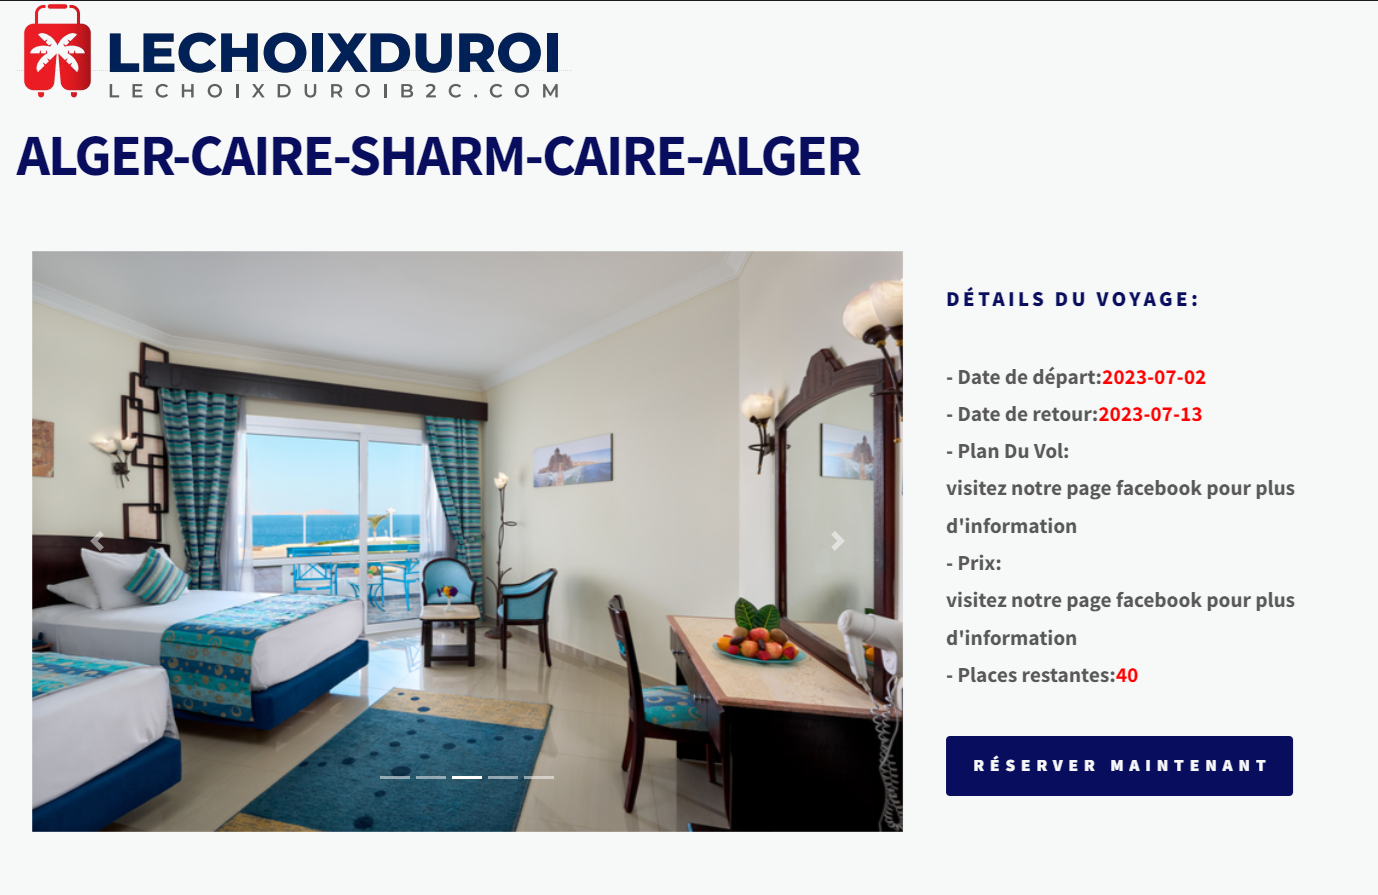 LECHOIXDUROI
LECHOIXDUROIB2C.COM
ALGER-CAIRE-SHARM-CAIRE-ALGER
DÉTAILS DU VOYAGE:
- Date de départ:2023-07-02
- Date de retour:2023-07-13
- Plan Du Vol:
visitez notre page facebook pour plus
d'information
- Prix:
visitez notre page facebook pour plus
d'information
- Places restantes:40
RÉSERVER MAINTENANT